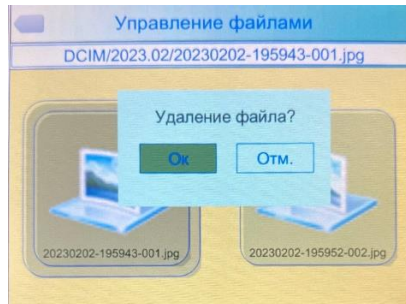 Управление файлами
DCIM/2023.02/20230202-195943-001.jpg
Удаление файла?
Ок
Отм.
20230202-195943-001.jpg
20230202-195952-002.jpg